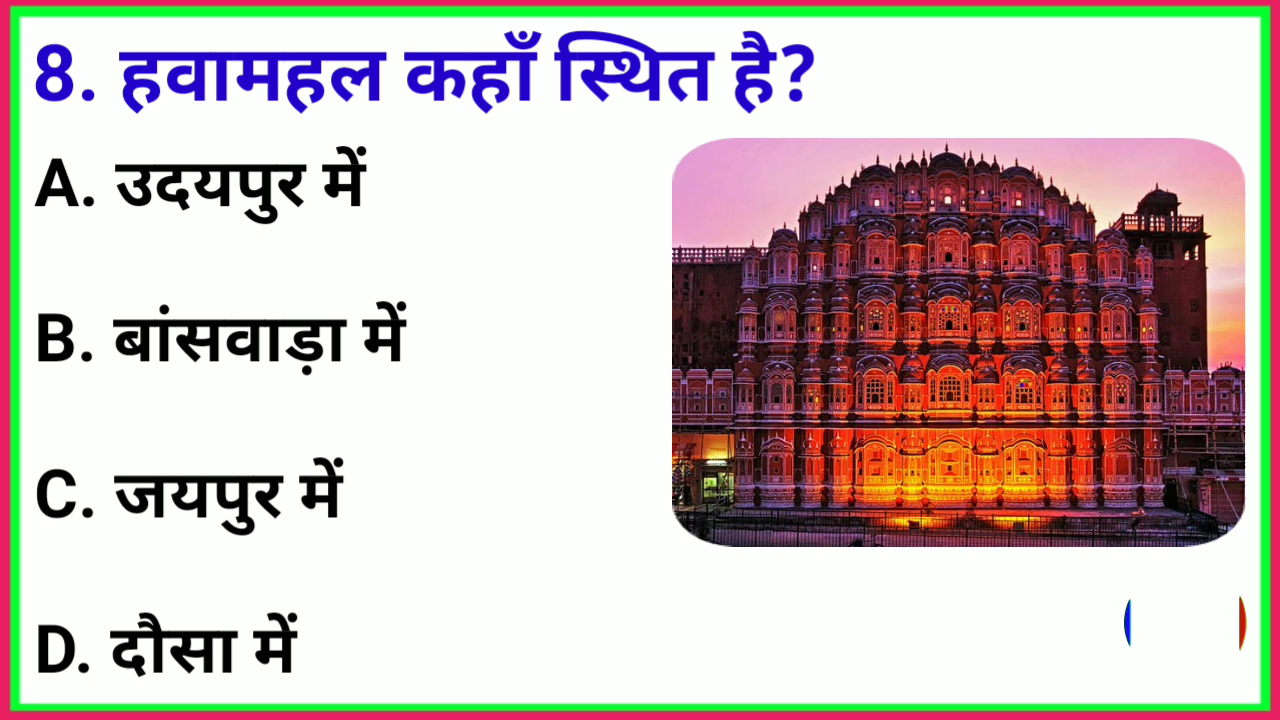 8. हवामहल कहाँ स्थित है?
A. उदयपुर में
B. बांसवाड़ा में
C. जयपुर में
D. दौसा में